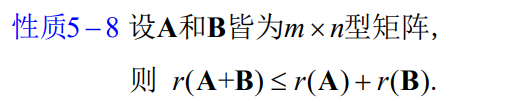 性质5-8 设A和B皆为m×n型矩阵,
则 r(A+B) ≤ r(A) + r(B).